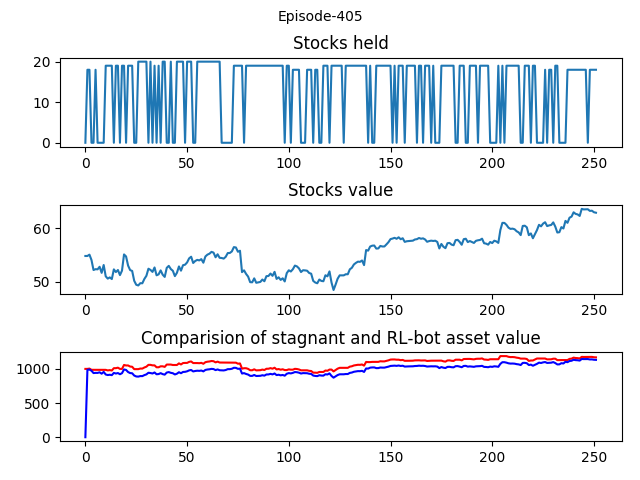 Episode-405
Stocks held
20
10
0
0 50 100 150 200 250
Stocks value
60
50
0 50 100 150 200 250
Comparision of stagnant and RL-bot asset value
1000
500
0
0 50 100 150 200 250